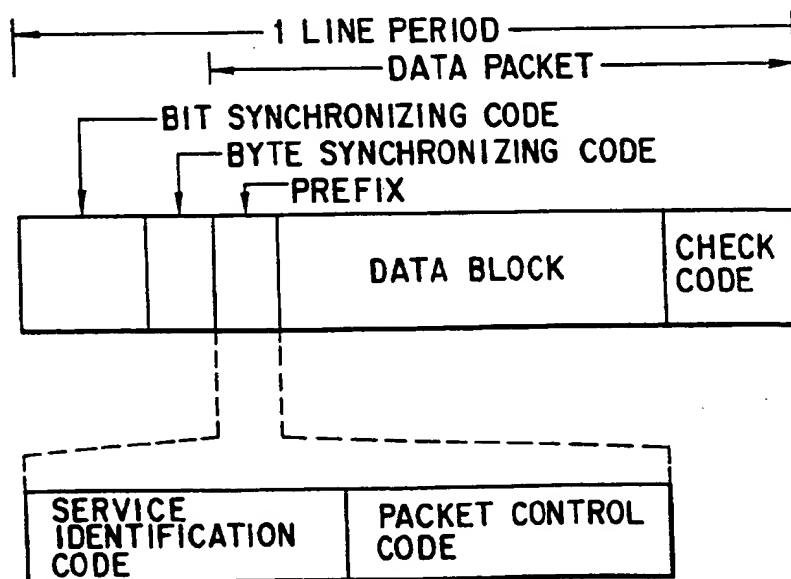 1 LINE PERIOD
DATA PACKET
BIT SYNCHRONIZING CODE
BYTE SYNCHRONIZING CODE
PREFIX
DATA BLOCK
CHECK
CODE
SERVICE
IDENTIFICATION
CODE
PACKET CONTROL
CODE